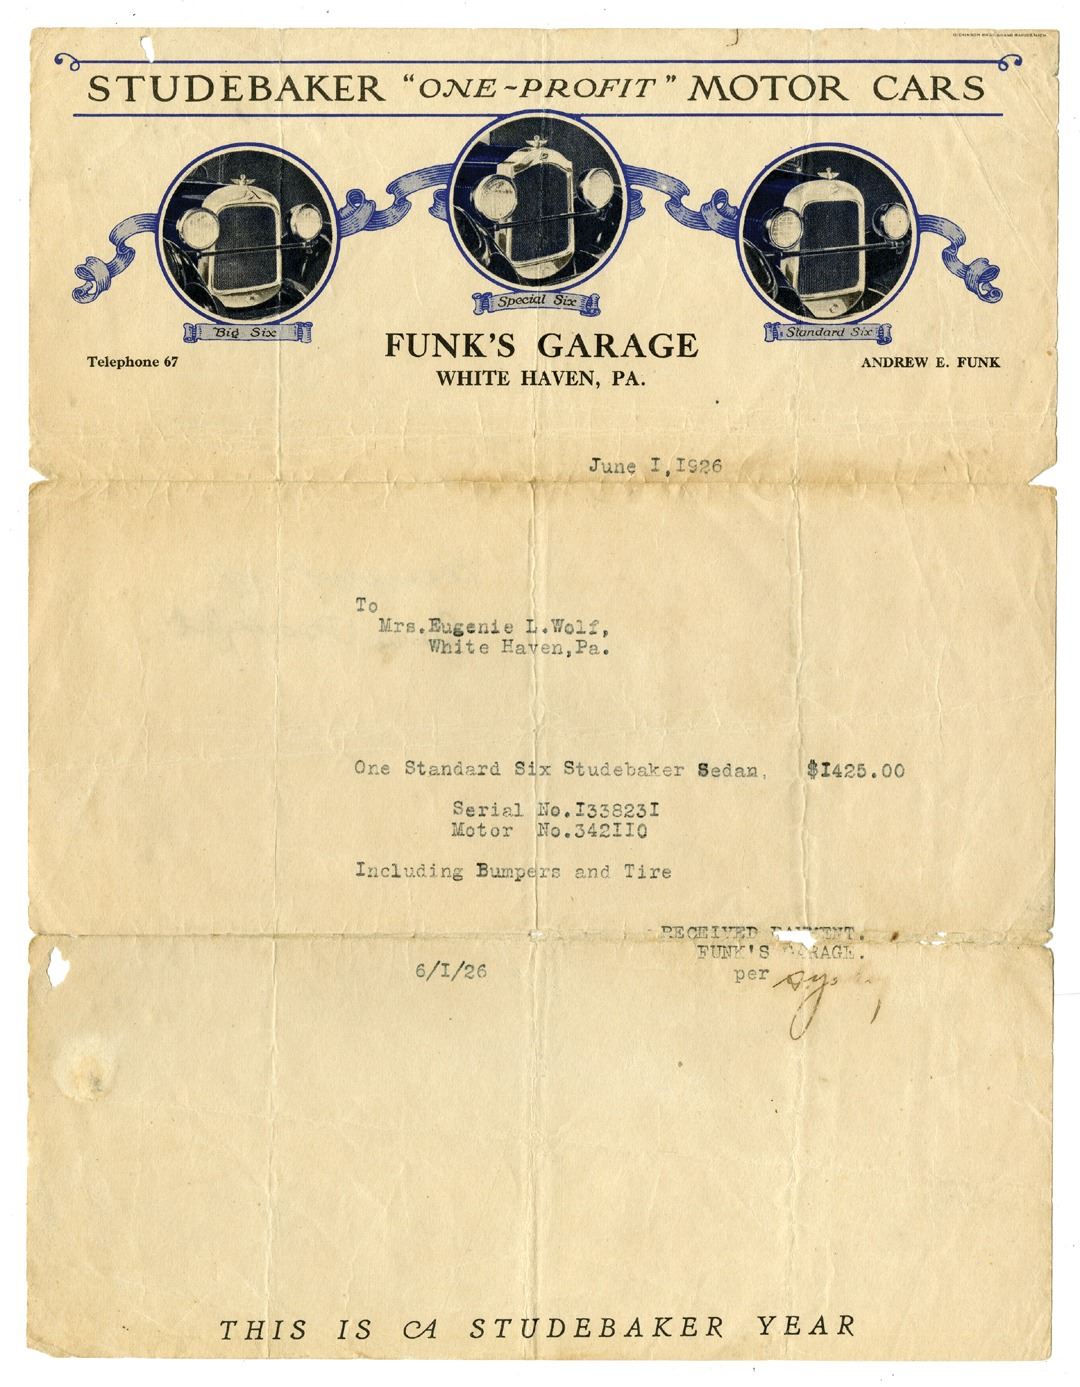 STUDEBAKER "ONE-PROFIT" MOTOR CARS
Big Six
Special Six
Standard Six
Telephone 67
FUNK'S GARAGE
ANDREW E. FUNK
WHITE HAVEN, PA.
June I,I926
To
Mrs.Eugenie L.Wolf,
White Haven,Pa.
One Standard Six Studebaker Sedan, $I425.00
Serial No.I33823I
Motor No.342II0
Including Bumpers and Tire
RECEIVED PAYMENT.
FUNK'S GARAGE.
6/I/26
per
THIS IS A STUDEBAKER YEAR